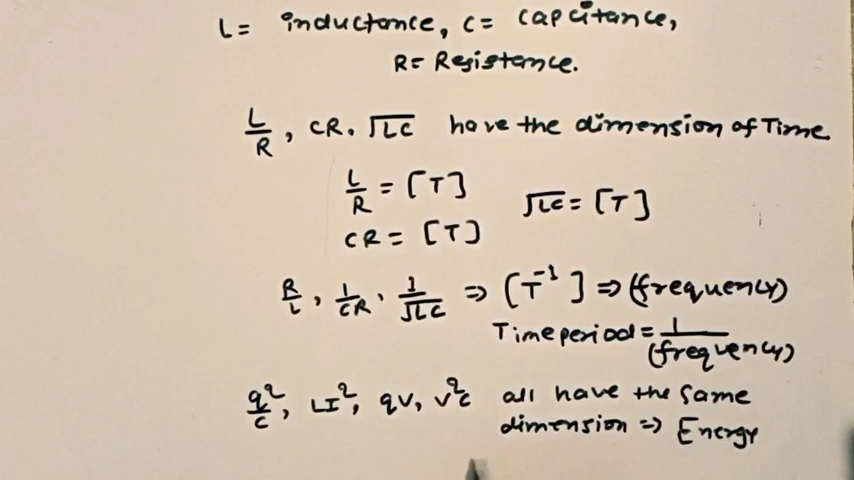 L= inductance, C= capcitance,
R= Resistance.
L/R, CR. √LC have the dimension of Time
L/R = [T]
√LC = [T]
CR = [T]
R/L, 1/CR, 1/√LC ⇒ [T⁻¹] ⇒ (frequency)
Time period = 1/(frequency)
q²/C, LI², qV, V²C all have the same
dimension ⇒ Energy